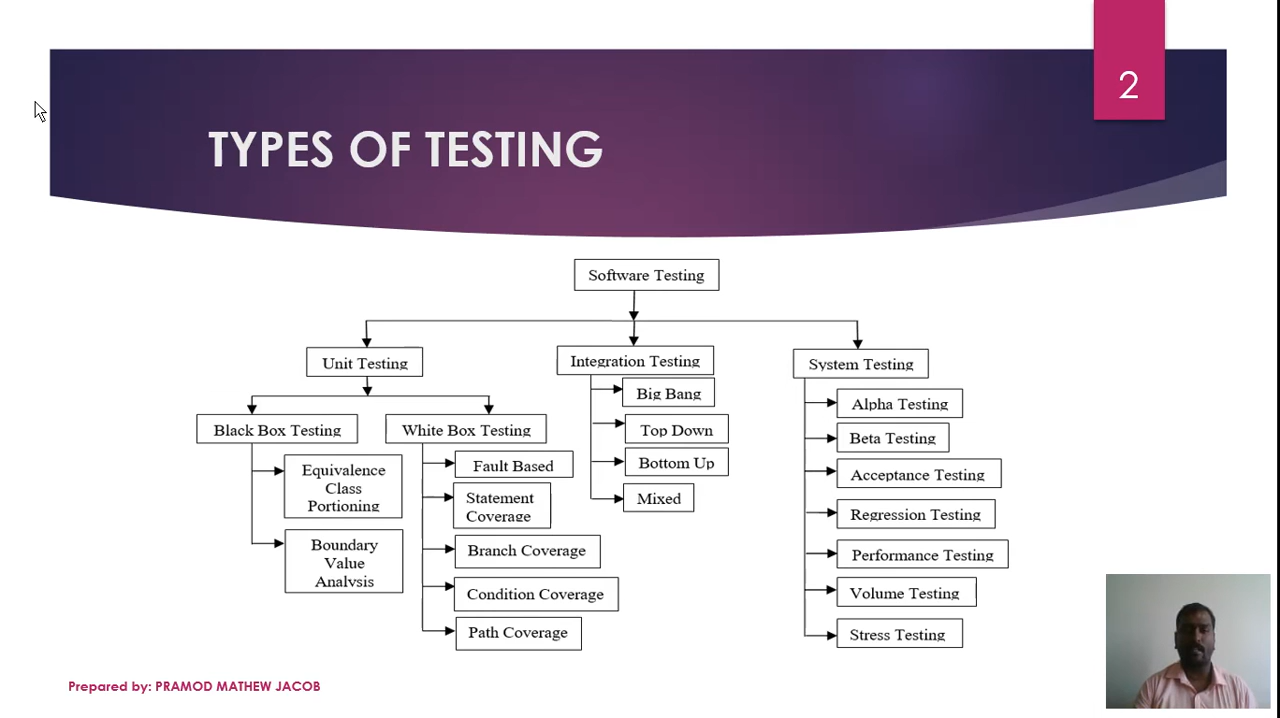 2
TYPES OF TESTING
Software Testing
Unit Testing
Integration Testing
System Testing
Black Box Testing
White Box Testing
Equivalence
Class
Portioning
Boundary
Value
Analysis
Fault Based
Statement
Coverage
Branch Coverage
Condition Coverage
Path Coverage
Big Bang
Top Down
Bottom Up
Mixed
Alpha Testing
Beta Testing
Acceptance Testing
Regression Testing
Performance Testing
Volume Testing
Stress Testing
Prepared by: PRAMOD MATHEW JACOB